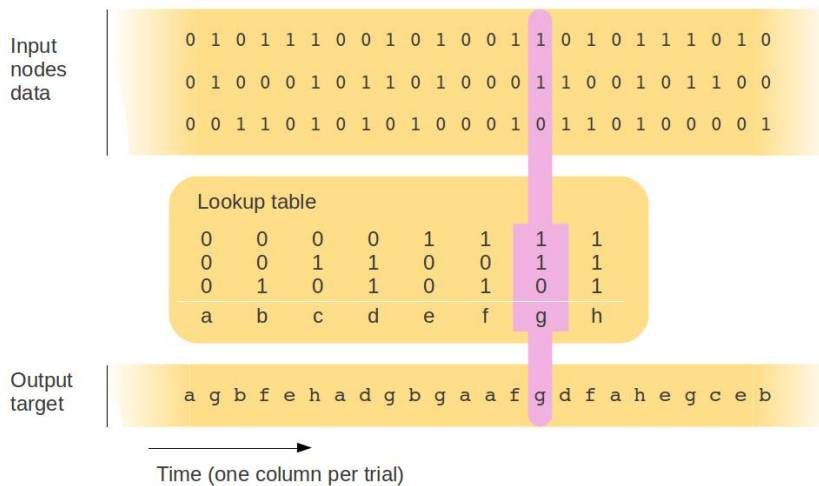 Input
nodes
data
0 1 0 1 1 1 0 0 1 0 1 0 0 1 1 0 1 0 1 1 1 0 1 0
0 1 0 0 0 1 0 1 1 0 1 0 0 0 1 1 0 0 1 0 1 1 0 0
0 0 1 1 0 1 0 1 0 1 0 0 0 1 0 1 1 0 1 0 0 0 0 1
Lookup table
0 0 0 0 1 1 1 1
0 0 1 1 0 0 1 1
0 1 0 1 0 1 0 1
a b c d e f g h
Output
target
a g b f e h a d g b g a a f g d f a h e g c e b
Time (one column per trial)